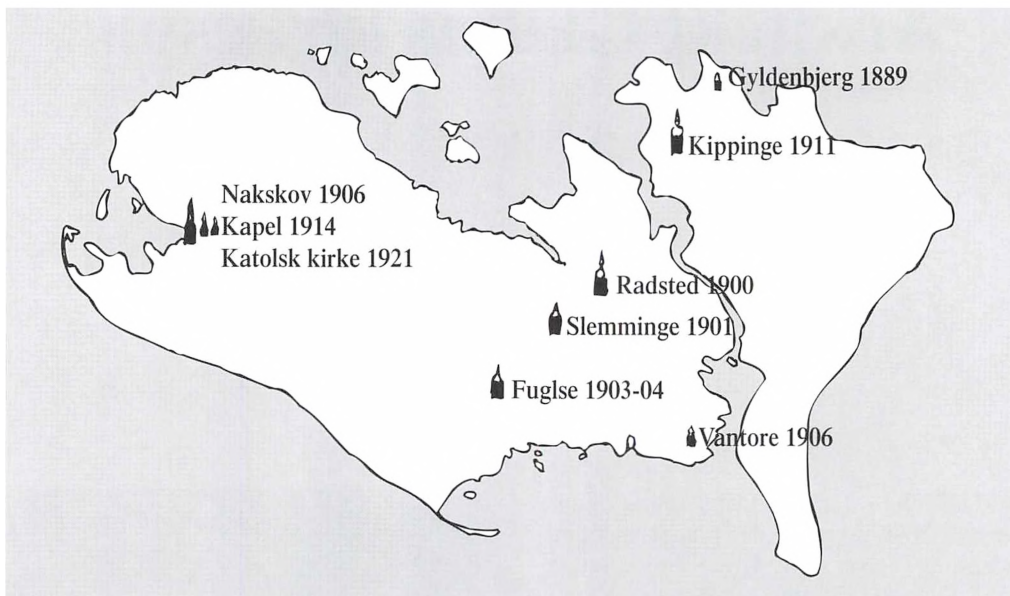 Gyldenbjerg 1889
Kippinge 1911
Nakskov 1906
Kapel 1914
Katolsk kirke 1921
Radsted 1900
Slemminge 1901
Fuglse 1903-04
Vantore 1906